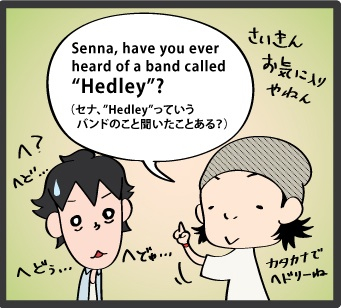 Senna, have you ever
heard of a band called
“Hedley”?
(セナ、“Hedley”っていう
バンドのこと聞いたことある?)
さいきん
お気に入り
やねん
へ?
へど…
へどぅ…
へでゅ…
カタカナで
ヘドリーね